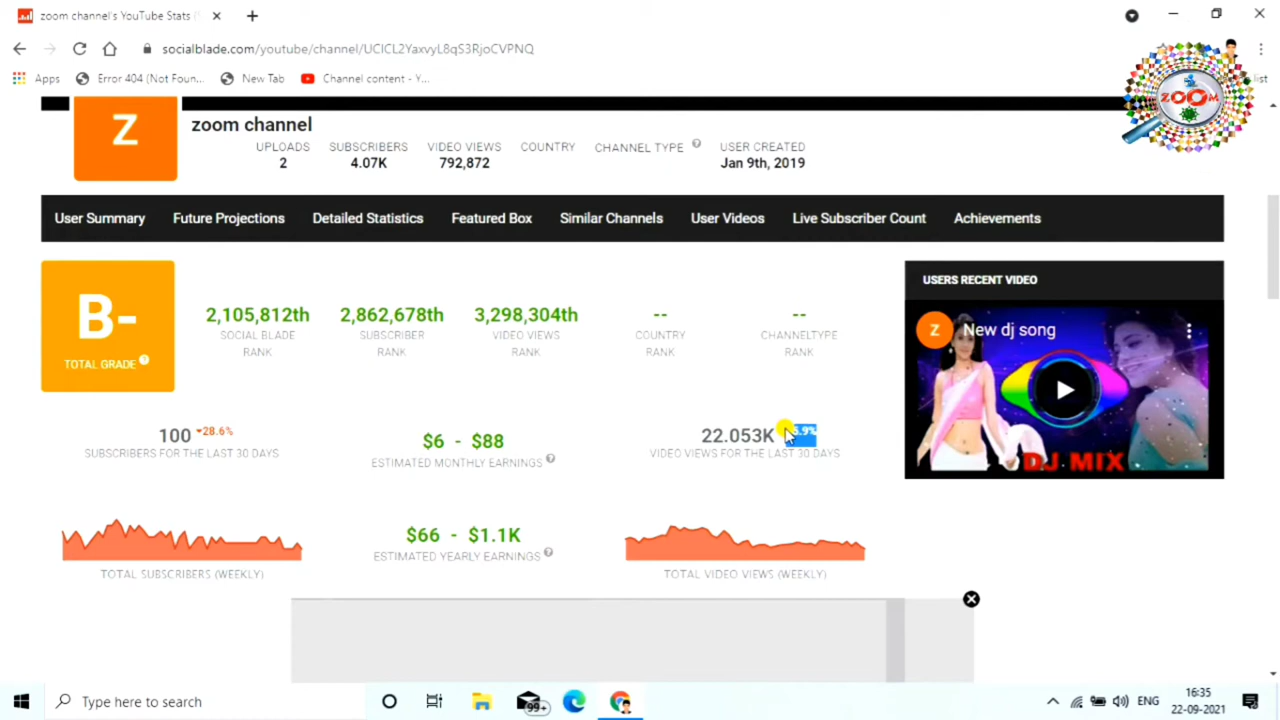 zoom channel's YouTube Stats
socialblade.com/youtube/channel/UCICL2YaxvyL8qS3RjoCVPNQ
Apps
Error 404 (Not Foun...
New Tab
Channel content - Y...
list
ZOOM
Z
zoom channel
UPLOADS
2
SUBSCRIBERS
4.07K
VIDEO VIEWS
792,872
COUNTRY
CHANNEL TYPE
USER CREATED
Jan 9th, 2019
User Summary
Future Projections
Detailed Statistics
Featured Box
Similar Channels
User Videos
Live Subscriber Count
Achievements
B-
TOTAL GRADE
2,105,812th
SOCIAL BLADE
RANK
2,862,678th
SUBSCRIBER
RANK
3,298,304th
VIDEO VIEWS
RANK
--
COUNTRY
RANK
--
CHANNELTYPE
RANK
USERS RECENT VIDEO
Z
New dj song
DJ MIX
100 -28.6%
SUBSCRIBERS FOR THE LAST 30 DAYS
$6 - $88
ESTIMATED MONTHLY EARNINGS
22.053K
VIDEO VIEWS FOR THE LAST 30 DAYS
$66 - $1.1K
ESTIMATED YEARLY EARNINGS
TOTAL SUBSCRIBERS (WEEKLY)
TOTAL VIDEO VIEWS (WEEKLY)
Type here to search
99+
ENG
16:35
22-09-2021